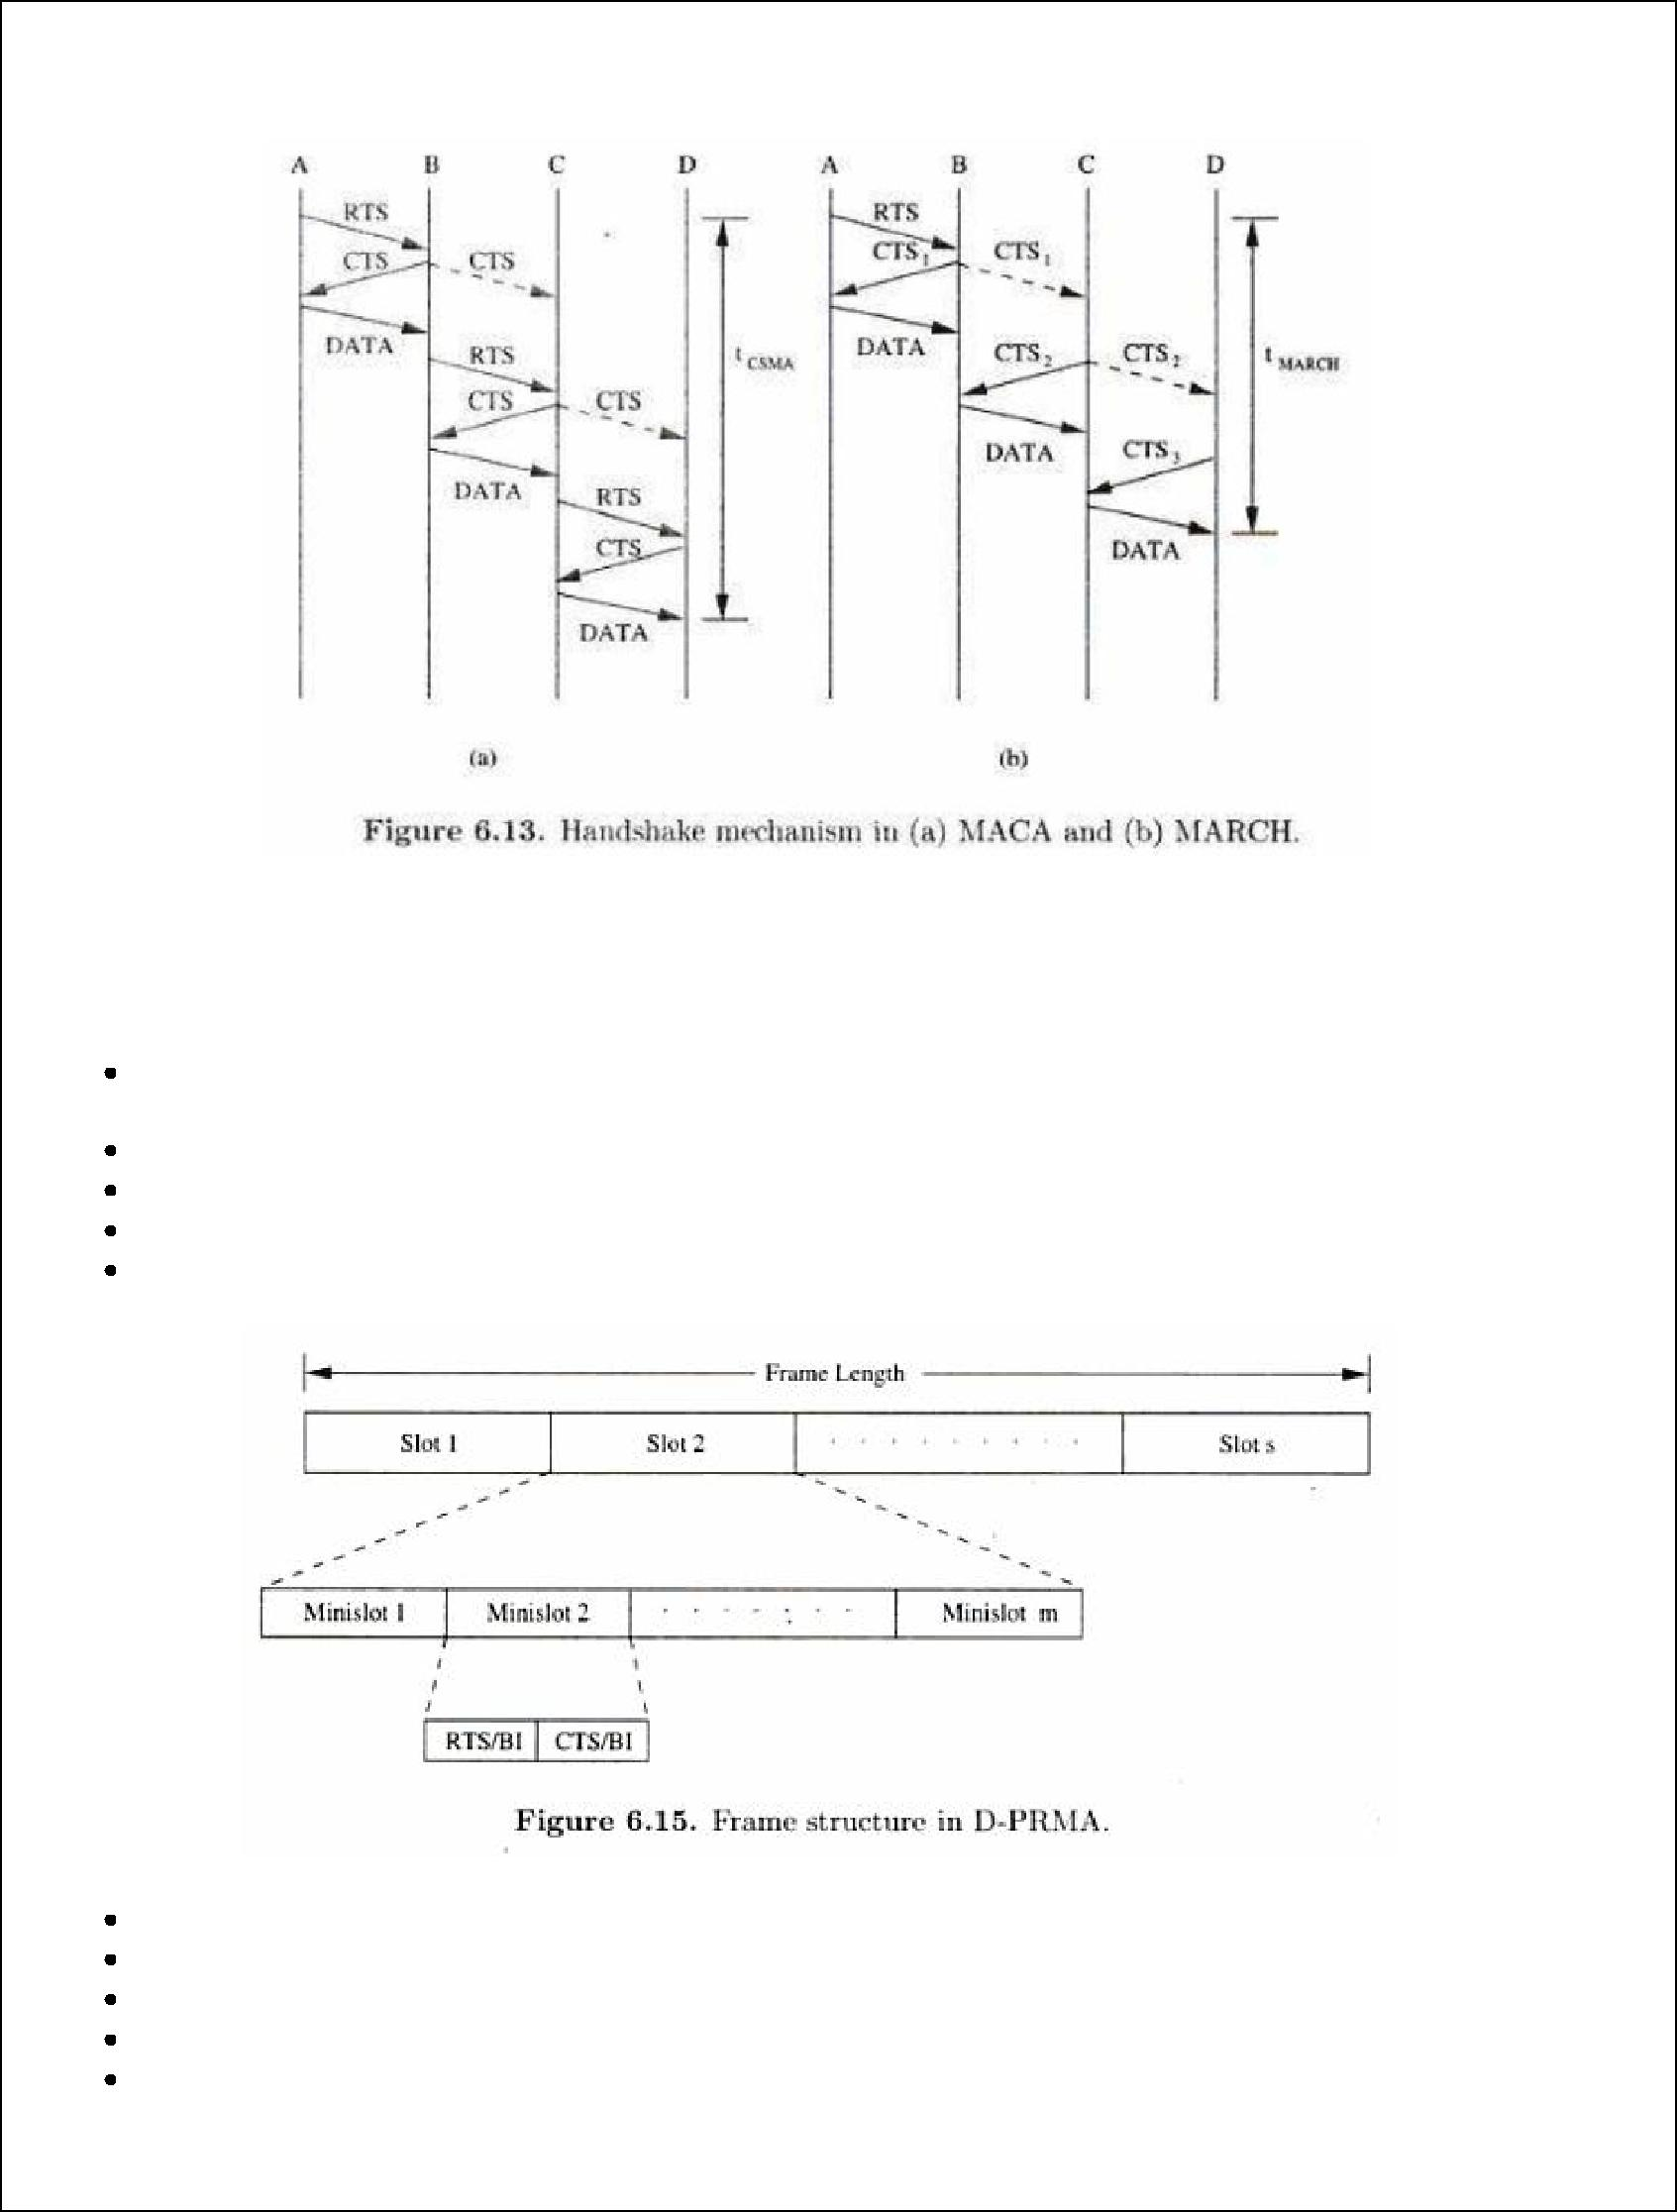 A B C D A B C D
RTS RTS
CTS CTS CTS₁ CTS₁
DATA RTS DATA CTS₂ CTS₂
t CSMA t MARCH
CTS CTS
DATA CTS₃
DATA RTS
CTS DATA
DATA
(a) (b)
Figure 6.13. Handshake mechanism in (a) MACA and (b) MARCH.
Frame Length
Slot 1 Slot 2 Slot s
Minislot 1 Minislot 2 Minislot m
RTS/BI CTS/BI
Figure 6.15. Frame structure in D-PRMA.